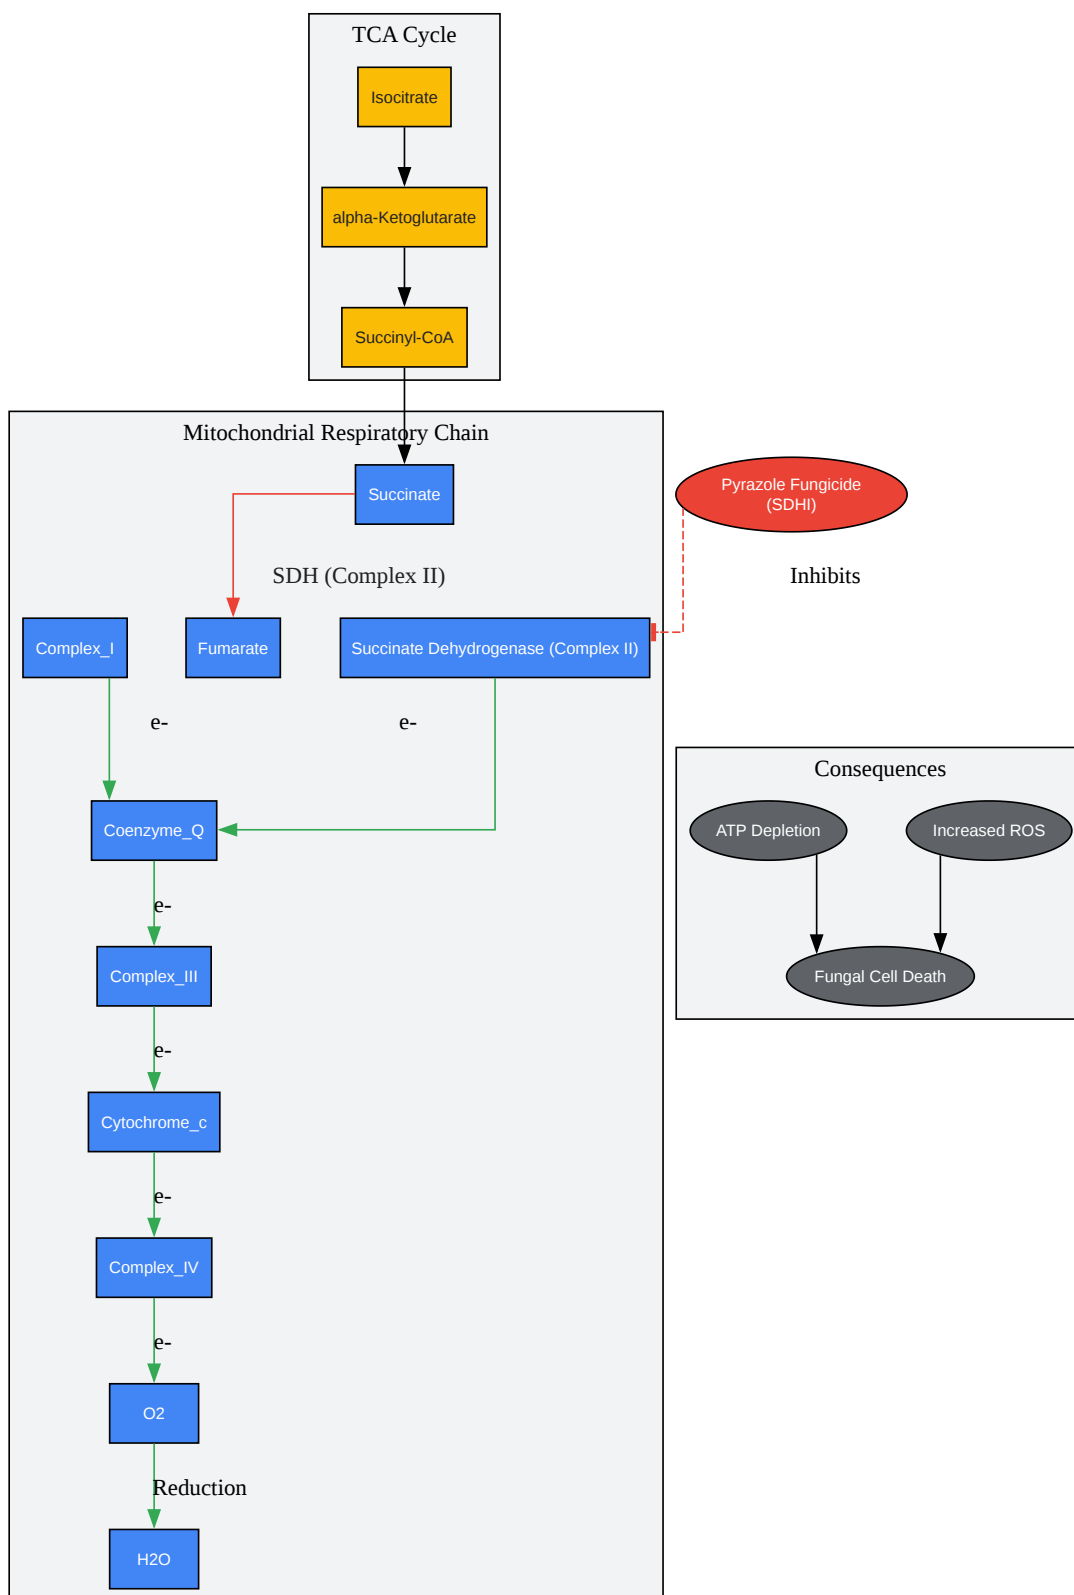 TCA Cycle
Isocitrate
alpha-Ketoglutarate
Succinyl-CoA
Mitochondrial Respiratory Chain
Succinate
Pyrazole Fungicide
(SDHI)
SDH (Complex II)
Inhibits
Complex_I
Fumarate
Succinate Dehydrogenase (Complex II)
e-
e-
Consequences
Coenzyme_Q
ATP Depletion
Increased ROS
e-
Complex_III
Fungal Cell Death
e-
Cytochrome_c
e-
Complex_IV
e-
O2
Reduction
H2O